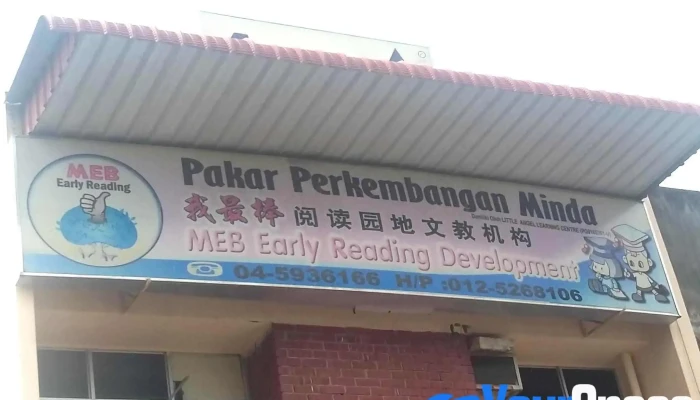 MEB
Early Reading
Pakar Perkembangan Minda
我最棒 阅读园地文教机构
MEB Early Reading Development
04-5936166 H/P :012-5268106